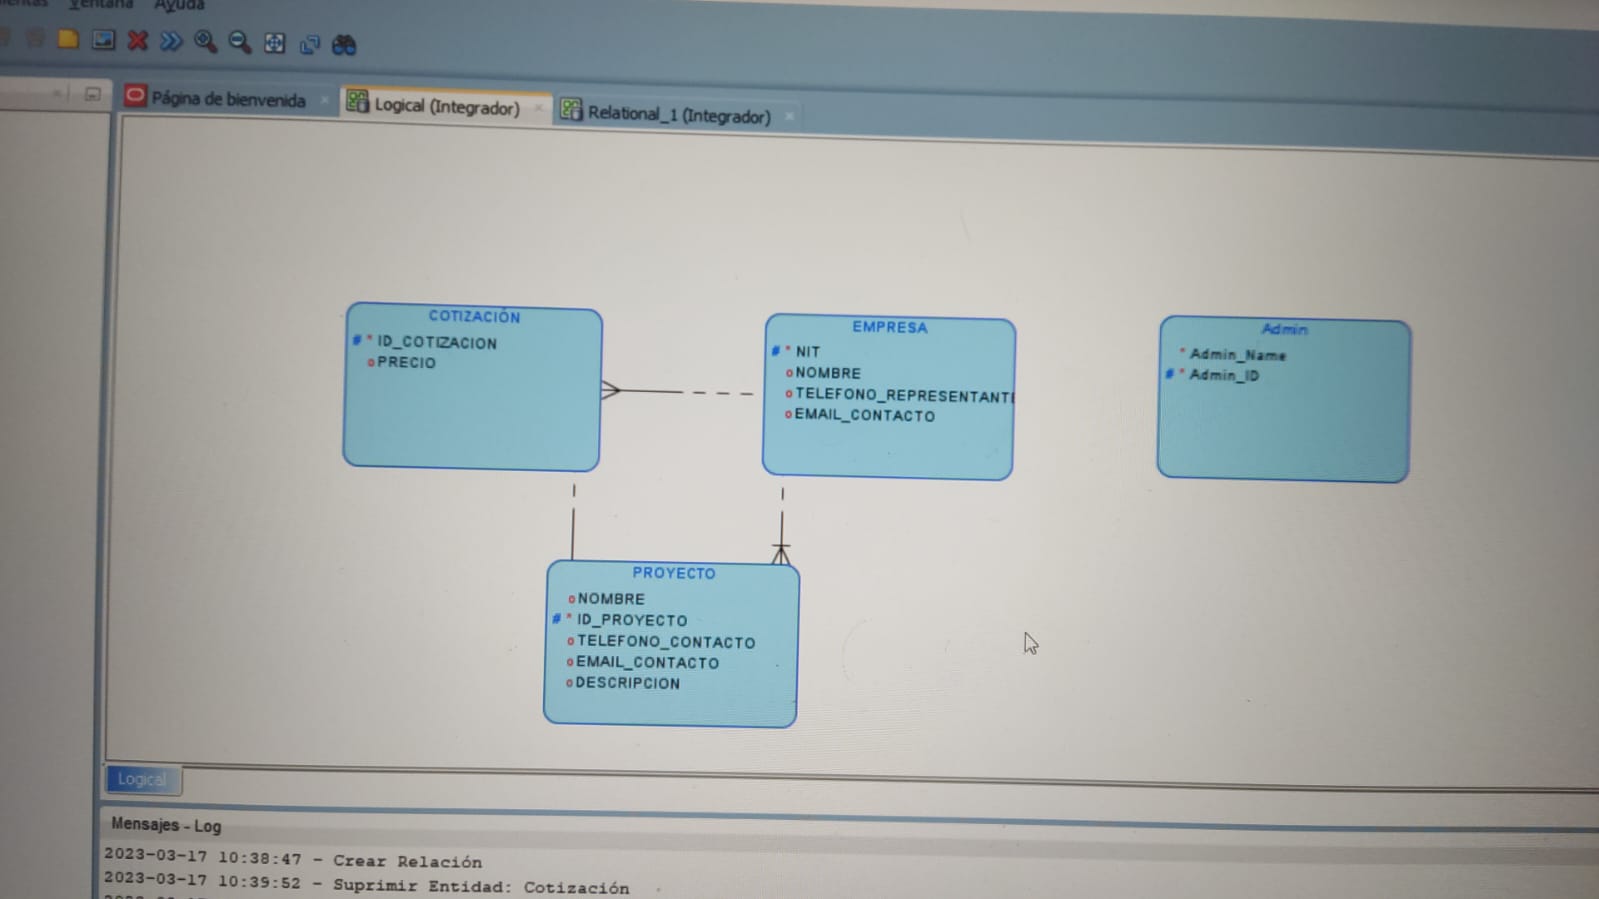 Ventana Ayuda
Página de bienvenida
Logical (Integrador)
Relational_1 (Integrador)
COTIZACIÓN
# * ID_COTIZACION
o PRECIO
EMPRESA
# * NIT
o NOMBRE
o TELEFONO_REPRESENTANT
o EMAIL_CONTACTO
Admin
* Admin_Name
# * Admin_ID
PROYECTO
o NOMBRE
# * ID_PROYECTO
o TELEFONO_CONTACTO
o EMAIL_CONTACTO
o DESCRIPCION
Logical
Mensajes - Log
2023-03-17 10:38:47 - Crear Relación
2023-03-17 10:39:52 - Suprimir Entidad: Cotización